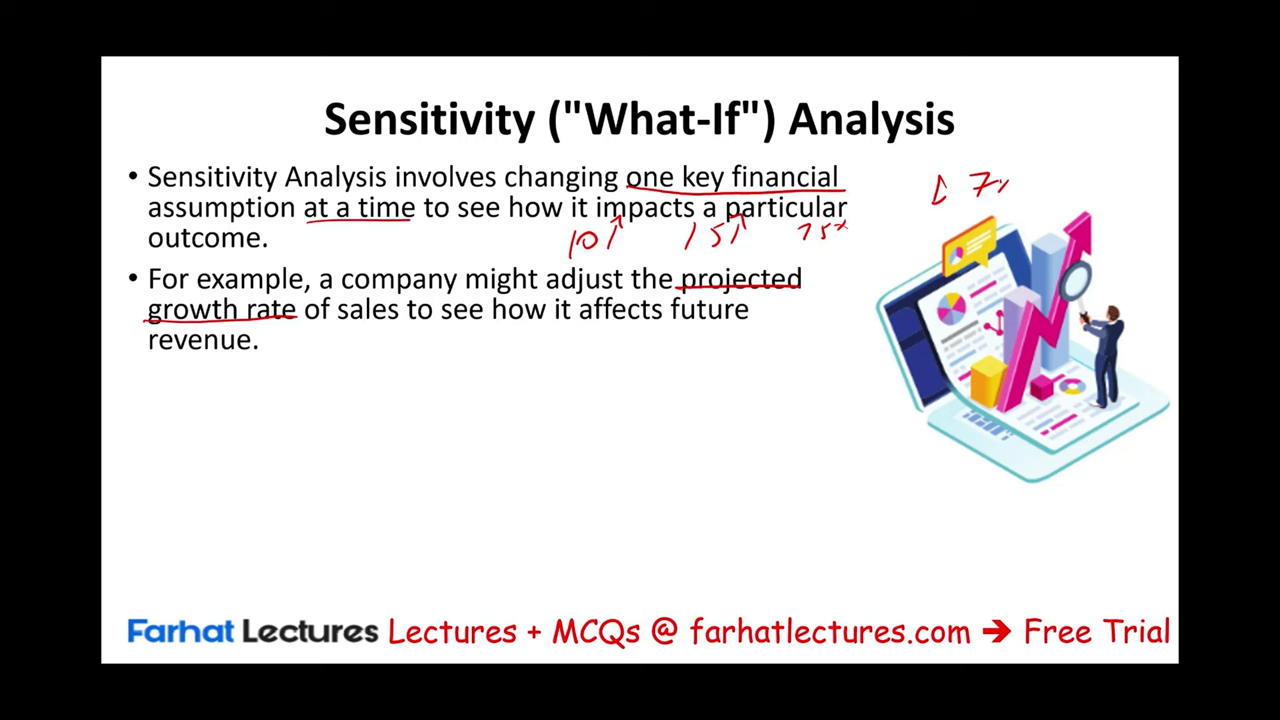 Sensitivity ("What-If") Analysis
• Sensitivity Analysis involves changing one key financial
assumption at a time to see how it impacts a particular
outcome.
• For example, a company might adjust the projected
growth rate of sales to see how it affects future
revenue.
Farhat Lectures Lectures + MCQs @ farhatlectures.com ➔ Free Trial